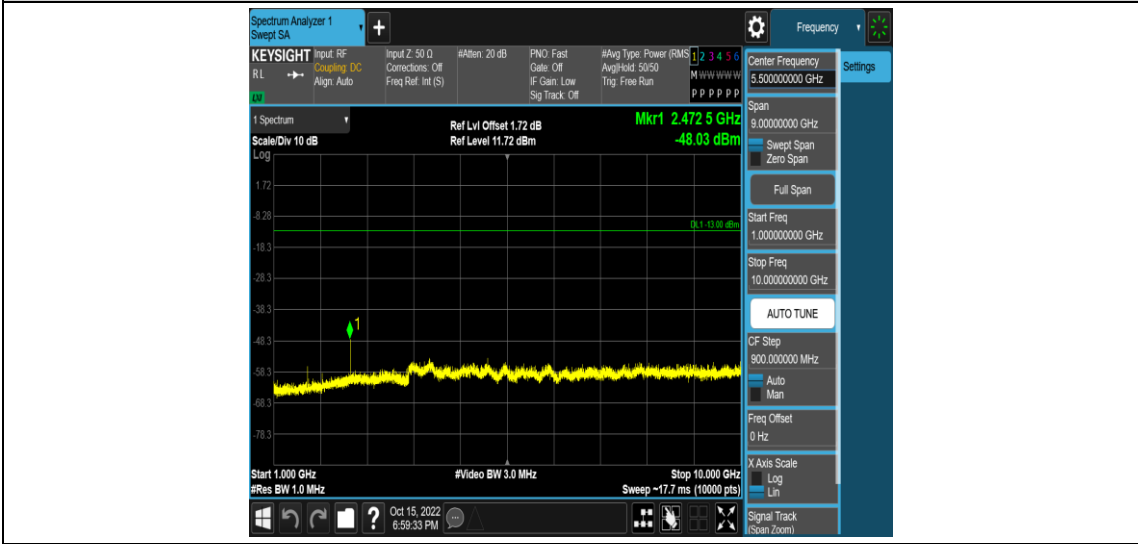 Spectrum Analyzer 1
Swept SA
+
Frequency
KEYSIGHT
RL
Input: RF
Coupling: DC
Align: Auto
Input Z: 50 Ω
Corrections: Off
Freq Ref: Int (S)
#Atten: 20 dB
PNO: Fast
Gate: Off
IF Gain: Low
Sig Track: Off
#Avg Type: Power (RMS
Avg|Hold: 50/50
Trig: Free Run
1 2 3 4 5 6
M W W W W W
P P P P P P
1 Spectrum
Scale/Div 10 dB
Log
Ref Lvl Offset 1.72 dB
Ref Level 11.72 dBm
Mkr1 2.472 5 GHz
-48.03 dBm
1.72
-8.28
DL1 -13.00 dBm
-18.3
-28.3
-38.3
1
-48.3
-58.3
-68.3
-78.3
Start 1.000 GHz
#Res BW 1.0 MHz
#Video BW 3.0 MHz
Stop 10.000 GHz
Sweep ~17.7 ms (10000 pts)
?
Oct 15, 2022
6:59:33 PM
Center Frequency
5.500000000 GHz
Settings
Span
9.00000000 GHz
Swept Span
Zero Span
Full Span
Start Freq
1.000000000 GHz
Stop Freq
10.000000000 GHz
AUTO TUNE
CF Step
900.000000 MHz
Auto
Man
Freq Offset
0 Hz
X Axis Scale
Log
Lin
Signal Track
(Span Zoom)